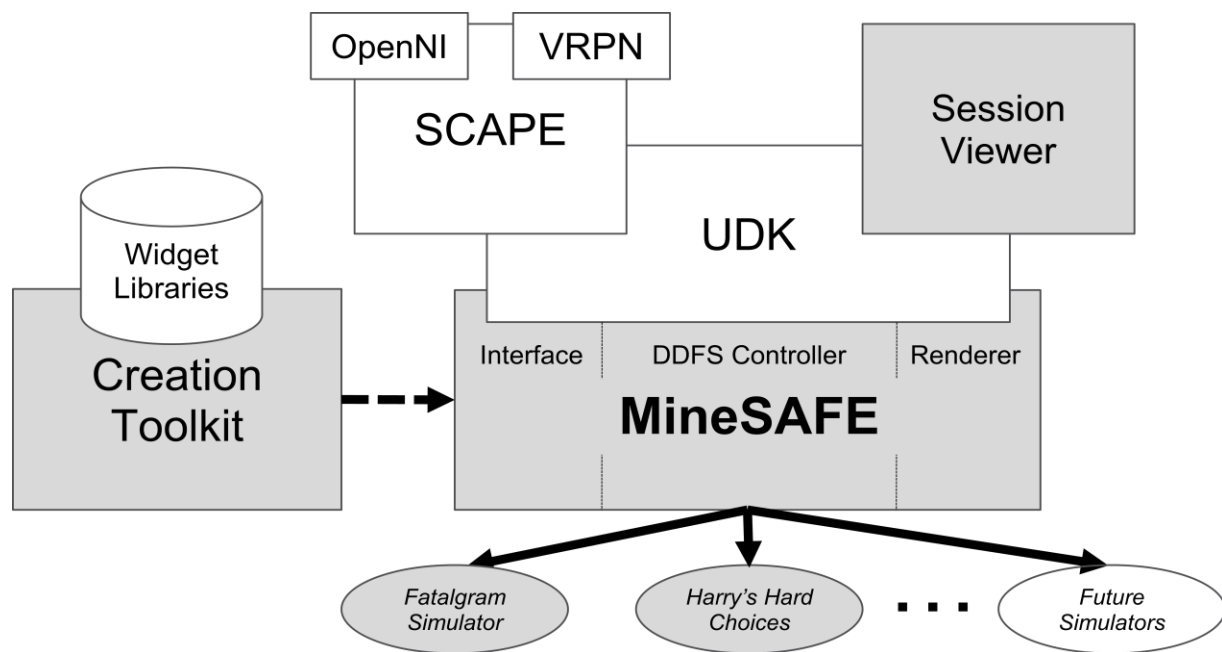 OpenNI
VRPN
SCAPE
Session
Viewer
UDK
Widget
Libraries
Creation
Toolkit
Interface
DDFS Controller
Renderer
MineSAFE
Fatalgram
Simulator
Harry’s Hard
Choices
. . .
Future
Simulators